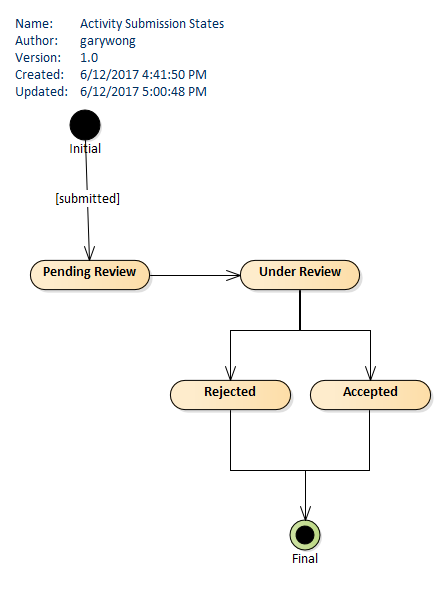 Name: Activity Submission States
Author: garywong
Version: 1.0
Created: 6/12/2017 4:41:50 PM
Updated: 6/12/2017 5:00:48 PM
Initial
[submitted]
Pending Review
Under Review
Rejected
Accepted
Final